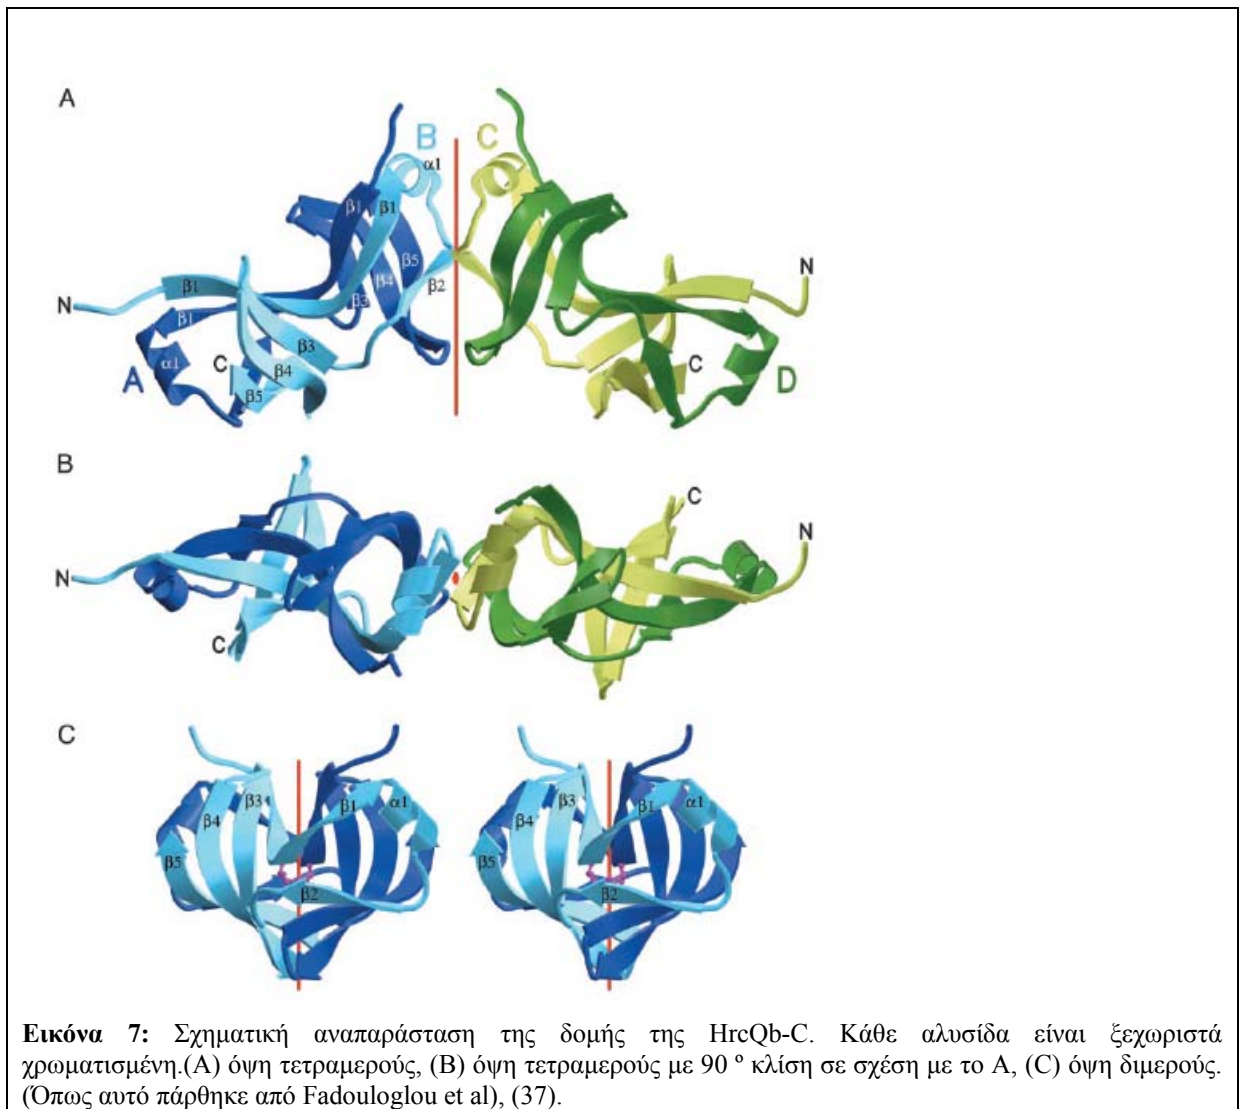 A
B C
α1
β1 β1
β5
N β1 β4 β2 N
β1 β3
β3
α1 C C
A β4 D
β5
B
C
N
N
C
C
β3 β1 α1 β3 β1 α1
β4 β4
β5 β5
β2 β2
Εικόνα 7: Σχηματική αναπαράσταση της δομής της HrcQb-C. Κάθε αλυσίδα είναι ξεχωριστά
χρωματισμένη.(A) όψη τετραμερούς, (B) όψη τετραμερούς με 90 º κλίση σε σχέση με το A, (C) όψη διμερούς.
(Όπως αυτό πάρθηκε από Fadouloglou et al), (37).